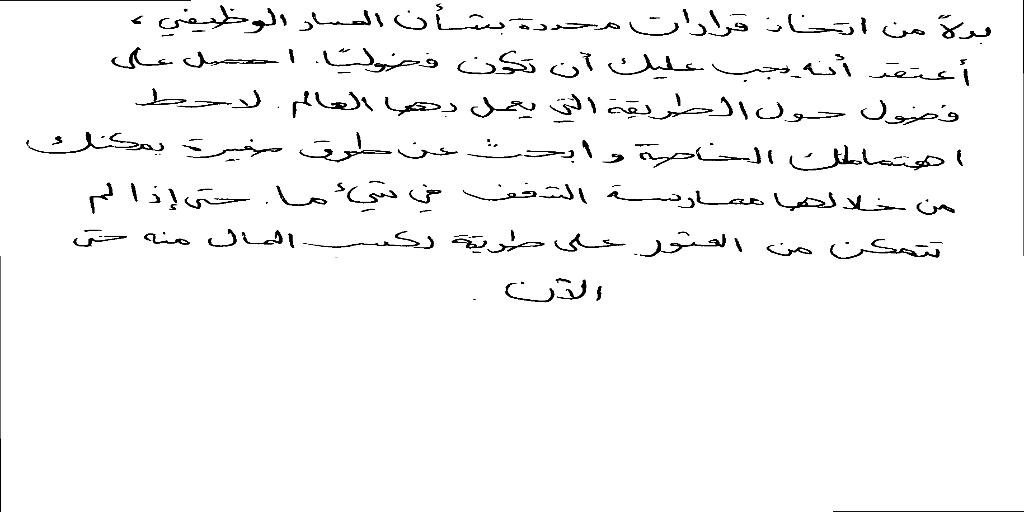 بدلاً من اتخاذ قرارات محددة بشأن المسار الوظيفي ،
أعتقد أنه يجب عليك أن تكون فضوليًا. احصل على
فضول حول الطريقة التي يعمل بها العالم. لاحظ
اهتماماتك الخاصة وابحث عن طرق صغيرة يمكنك
من خلالها ممارسة الشغف في شيء ما. حتى إذا لم
تتمكن من العثور على طريقة لكسب المال منه حتى
الآن .